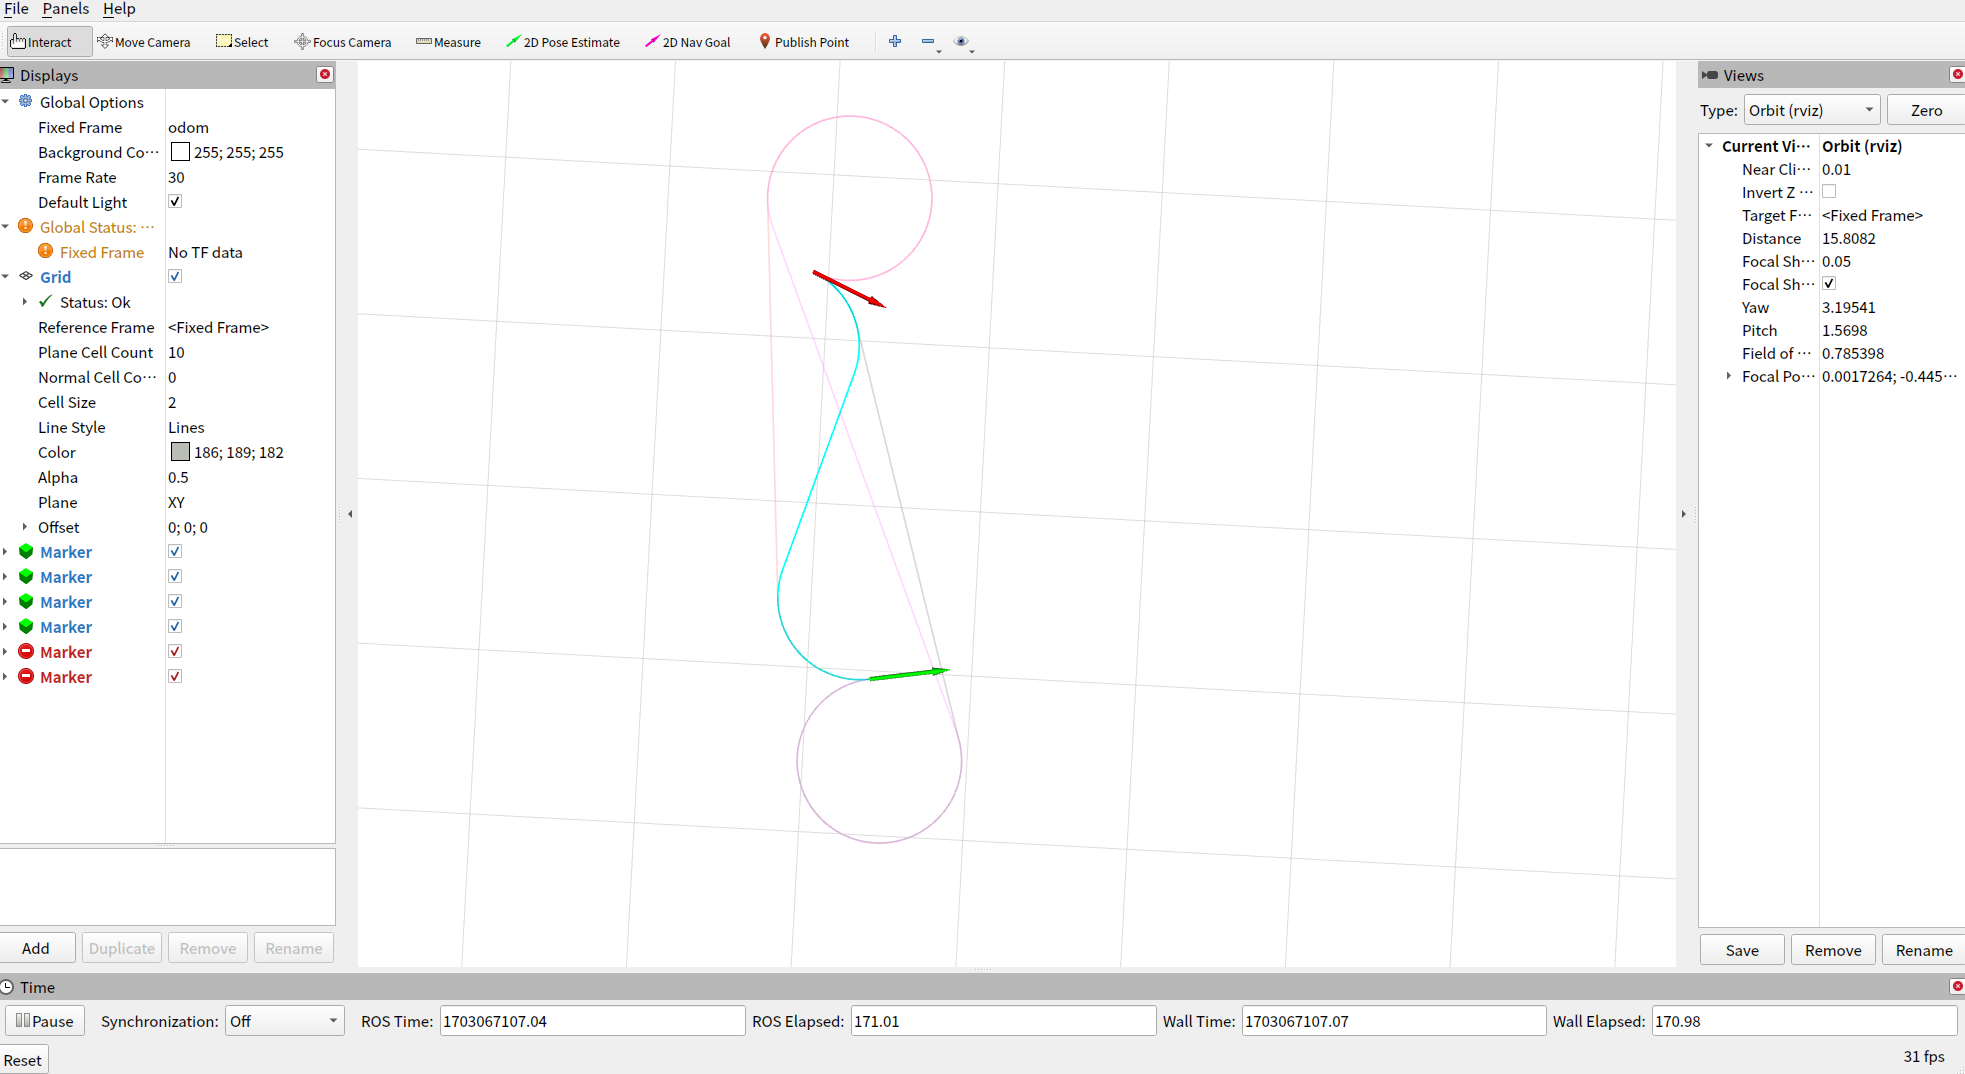 File Panels Help
Interact Move Camera Select Focus Camera Measure 2D Pose Estimate 2D Nav Goal Publish Point
Displays
Global Options
Fixed Frame odom
Background Co··· 255; 255; 255
Frame Rate 30
Default Light
Global Status: ···
Fixed Frame No TF data
Grid
Status: Ok
Reference Frame <Fixed Frame>
Plane Cell Count 10
Normal Cell Co··· 0
Cell Size 2
Line Style Lines
Color 186; 189; 182
Alpha 0.5
Plane XY
Offset 0; 0; 0
Marker
Marker
Marker
Marker
Marker
Marker
Add Duplicate Remove Rename
Views
Type: Orbit (rviz) Zero
Current Vi··· Orbit (rviz)
Near Cli··· 0.01
Invert Z ···
Target F··· <Fixed Frame>
Distance 15.8082
Focal Sh··· 0.05
Focal Sh···
Yaw 3.19541
Pitch 1.5698
Field of ··· 0.785398
Focal Po··· 0.0017264; -0.445···
Save Remove Rename
Time
Pause Synchronization: Off ROS Time: 1703067107.04 ROS Elapsed: 171.01 Wall Time: 1703067107.07 Wall Elapsed: 170.98
Reset 31 fps